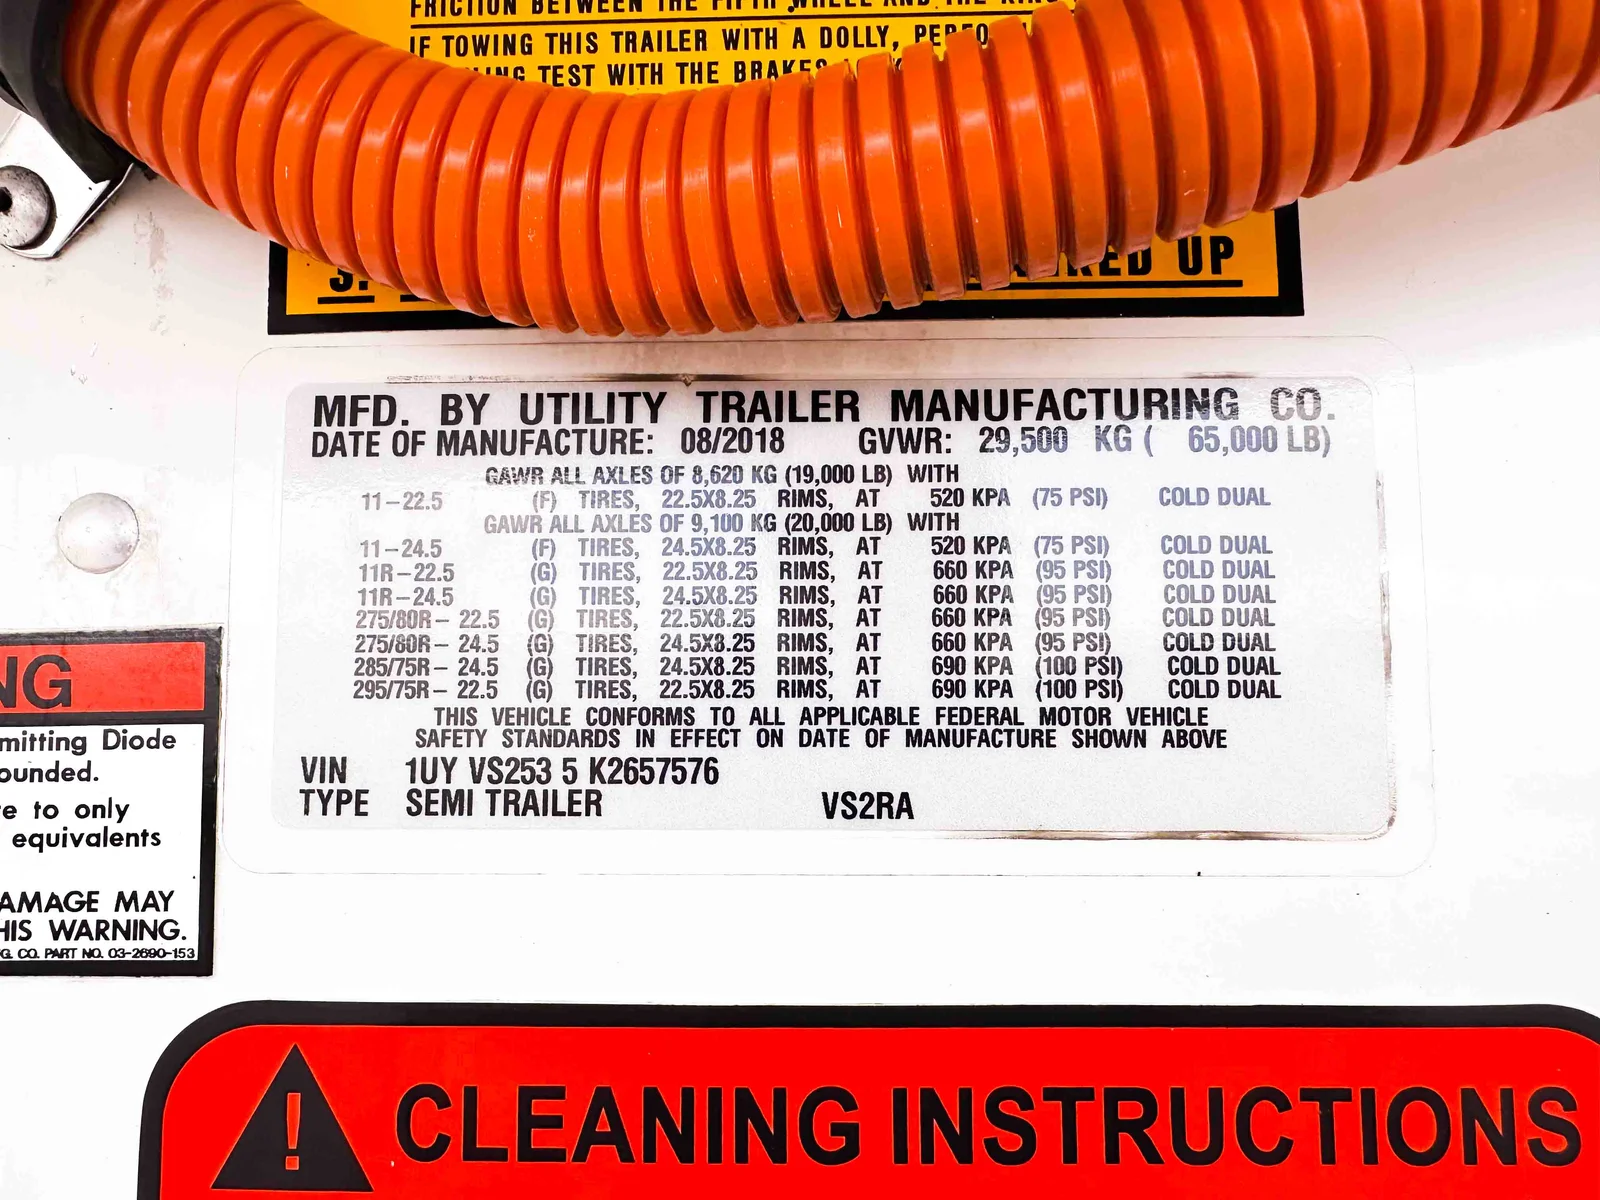 FRICTION BETWEEN THE FIFTH WHEEL AND THE
IF TOWING THIS TRAILER WITH A DOLLY,
TEST WITH THE BRAKES
UP
MFD. BY UTILITY TRAILER MANUFACTURING CO.
DATE OF MANUFACTURE: 08/2018 GVWR: 29,500 KG ( 65,000 LB)
GAWR ALL AXLES OF 8,620 KG (19,000 LB) WITH
11-22.5 (F) TIRES, 22.5X8.25 RIMS, AT 520 KPA (75 PSI) COLD DUAL
GAWR ALL AXLES OF 9,100 KG (20,000 LB) WITH
11-24.5 (F) TIRES, 24.5X8.25 RIMS, AT 520 KPA (75 PSI) COLD DUAL
11R-22.5 (G) TIRES, 22.5X8.25 RIMS, AT 660 KPA (95 PSI) COLD DUAL
11R-24.5 (G) TIRES, 24.5X8.25 RIMS, AT 660 KPA (95 PSI) COLD DUAL
275/80R- 22.5 (G) TIRES, 22.5X8.25 RIMS, AT 660 KPA (95 PSI) COLD DUAL
275/80R- 24.5 (G) TIRES, 24.5X8.25 RIMS, AT 660 KPA (95 PSI) COLD DUAL
285/75R- 24.5 (G) TIRES, 24.5X8.25 RIMS, AT 690 KPA (100 PSI) COLD DUAL
295/75R- 22.5 (G) TIRES, 22.5X8.25 RIMS, AT 690 KPA (100 PSI) COLD DUAL
THIS VEHICLE CONFORMS TO ALL APPLICABLE FEDERAL MOTOR VEHICLE
SAFETY STANDARDS IN EFFECT ON DATE OF MANUFACTURE SHOWN ABOVE
VIN 1UY VS253 5 K2657576
TYPE SEMI TRAILER VS2RA
NG
mitting Diode
ounded.
e to only
equivalents
AMAGE MAY
HIS WARNING.
G. CO. PART NO. 03-2690-153
CLEANING INSTRUCTIONS